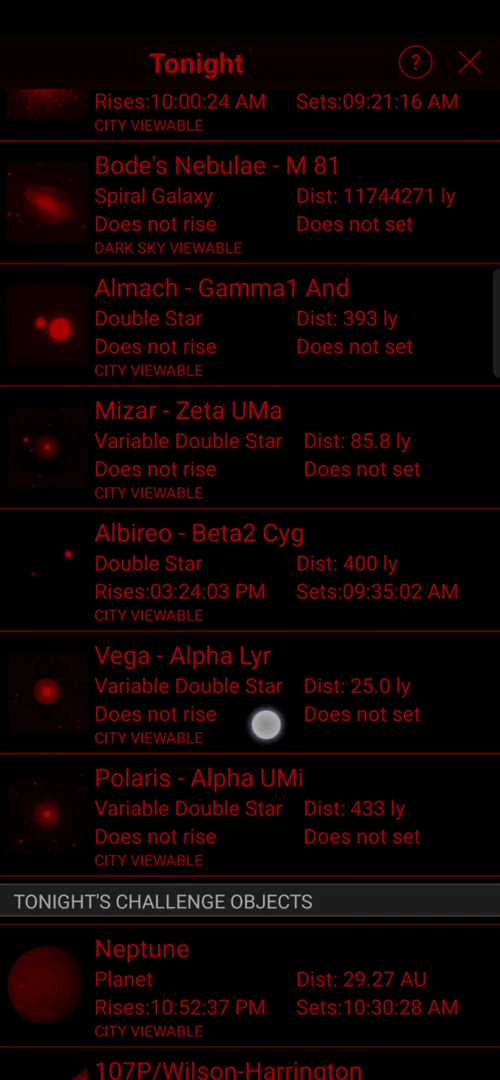 Tonight
?
Rises:10:00:24 AM Sets:09:21:16 AM
CITY VIEWABLE
Bode's Nebulae - M 81
Spiral Galaxy Dist: 11744271 ly
Does not rise Does not set
DARK SKY VIEWABLE
Almach - Gamma1 And
Double Star Dist: 393 ly
Does not rise Does not set
CITY VIEWABLE
Mizar - Zeta UMa
Variable Double Star Dist: 85.8 ly
Does not rise Does not set
CITY VIEWABLE
Albireo - Beta2 Cyg
Double Star Dist: 400 ly
Rises:03:24:03 PM Sets:09:35:02 AM
CITY VIEWABLE
Vega - Alpha Lyr
Variable Double Star Dist: 25.0 ly
Does not rise Does not set
CITY VIEWABLE
Polaris - Alpha UMi
Variable Double Star Dist: 433 ly
Does not rise Does not set
CITY VIEWABLE
TONIGHT'S CHALLENGE OBJECTS
Neptune
Planet Dist: 29.27 AU
Rises:10:52:37 PM Sets:10:30:28 AM
CITY VIEWABLE
107P/Wilson-Harrington